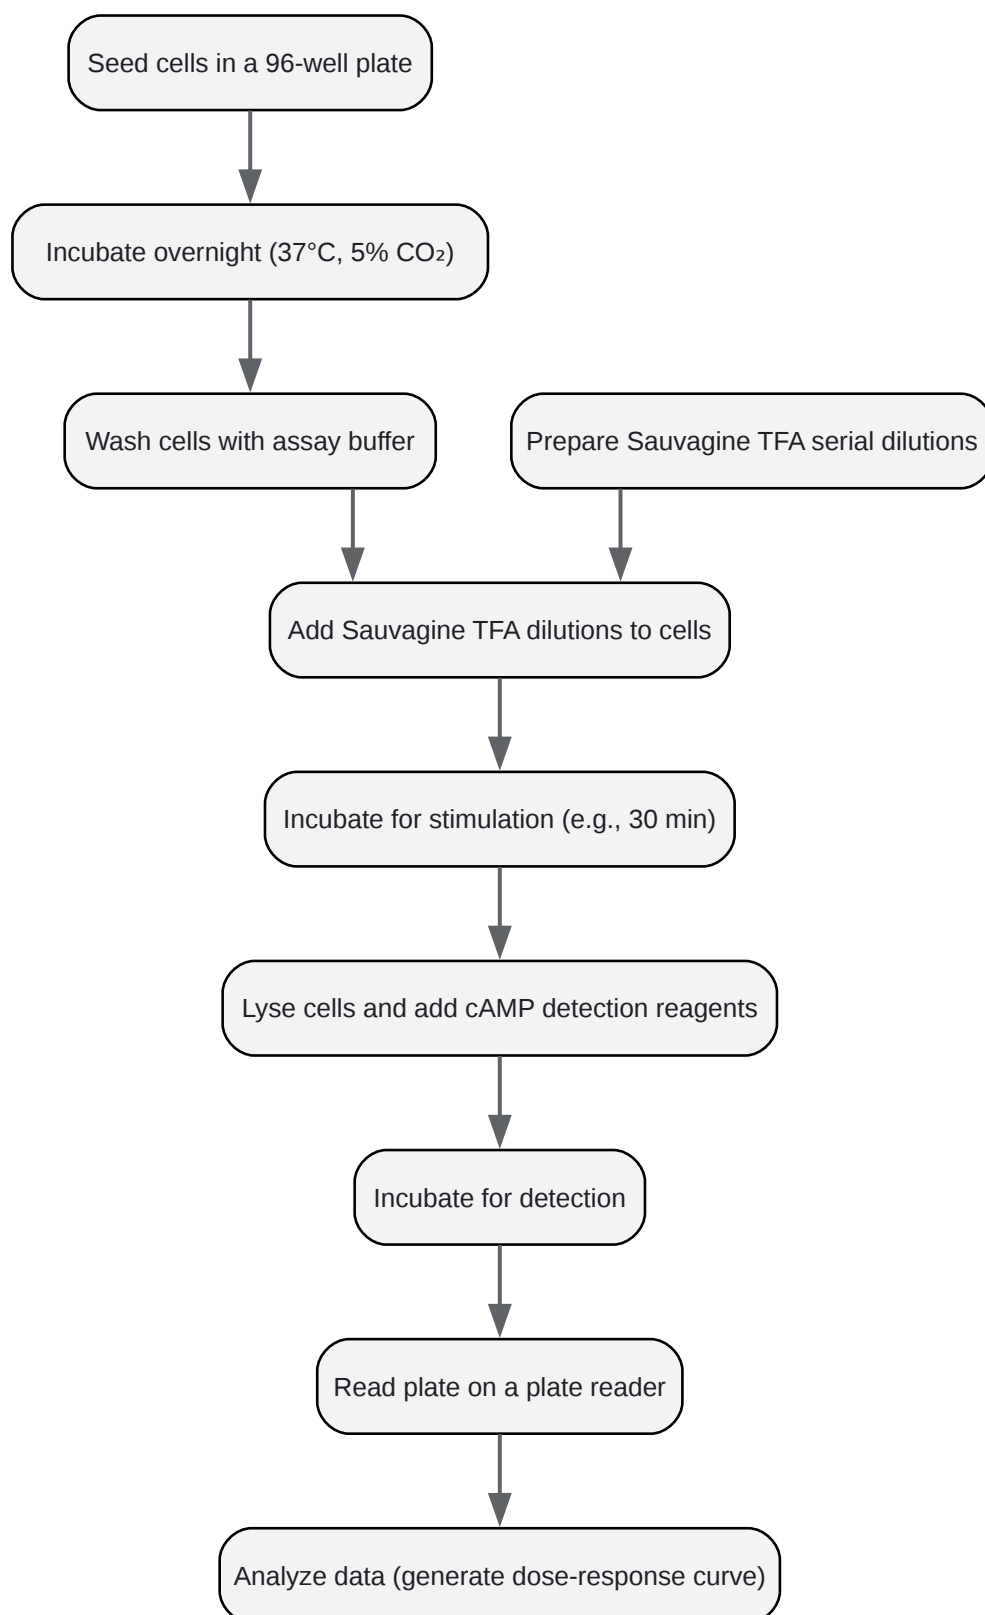 Seed cells in a 96-well plate
Incubate overnight (37°C, 5% CO₂)
Wash cells with assay buffer
Prepare Sauvagine TFA serial dilutions
Add Sauvagine TFA dilutions to cells
Incubate for stimulation (e.g., 30 min)
Lyse cells and add cAMP detection reagents
Incubate for detection
Read plate on a plate reader
Analyze data (generate dose-response curve)